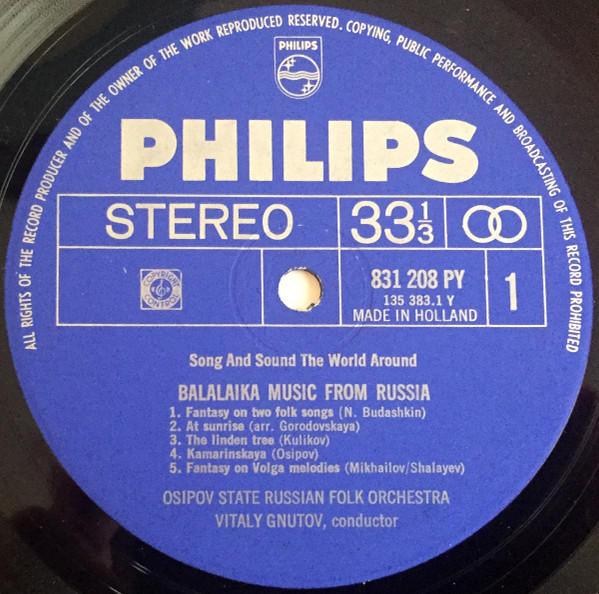 ALL RIGHTS OF THE RECORD PRODUCER AND OF THE OWNER OF THE WORK REPRODUCED RESERVED. COPYING, PUBLIC PERFORMANCE AND BROADCASTING OF THIS RECORD PROHIBITED
PHILIPS
PHILIPS
STEREO 33 1/3
COPYRIGHT CONTROL
831 208 PY
135 383.1 Y
MADE IN HOLLAND
1
Song And Sound The World Around
BALALAIKA MUSIC FROM RUSSIA
1. Fantasy on two folk songs (N. Budashkin)
2. At sunrise (arr. Gorodovskaya)
3. The linden tree (Kulikov)
4. Kamarinskaya (Osipov)
5. Fantasy on Volga melodies (Mikhailov/Shalayev)
OSIPOV STATE RUSSIAN FOLK ORCHESTRA
VITALY GNUTOV, conductor